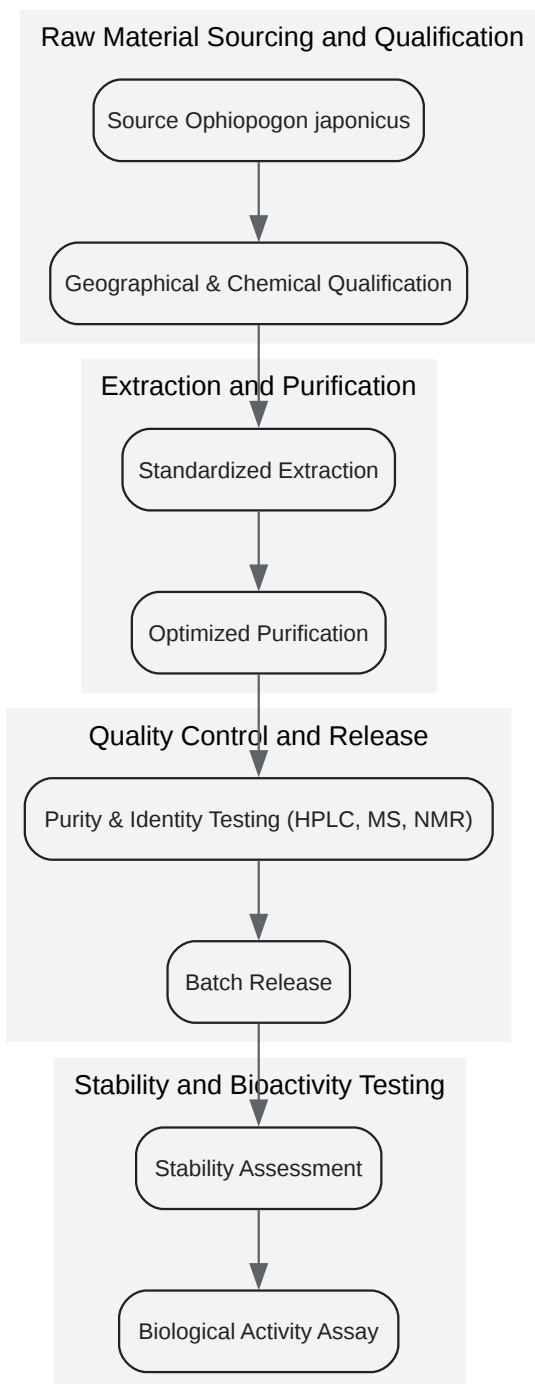 Raw Material Sourcing and Qualification
Source Ophiopogon japonicus
Geographical & Chemical Qualification
Extraction and Purification
Standardized Extraction
Optimized Purification
Quality Control and Release
Purity & Identity Testing (HPLC, MS, NMR)
Batch Release
Stability and Bioactivity Testing
Stability Assessment
Biological Activity Assay